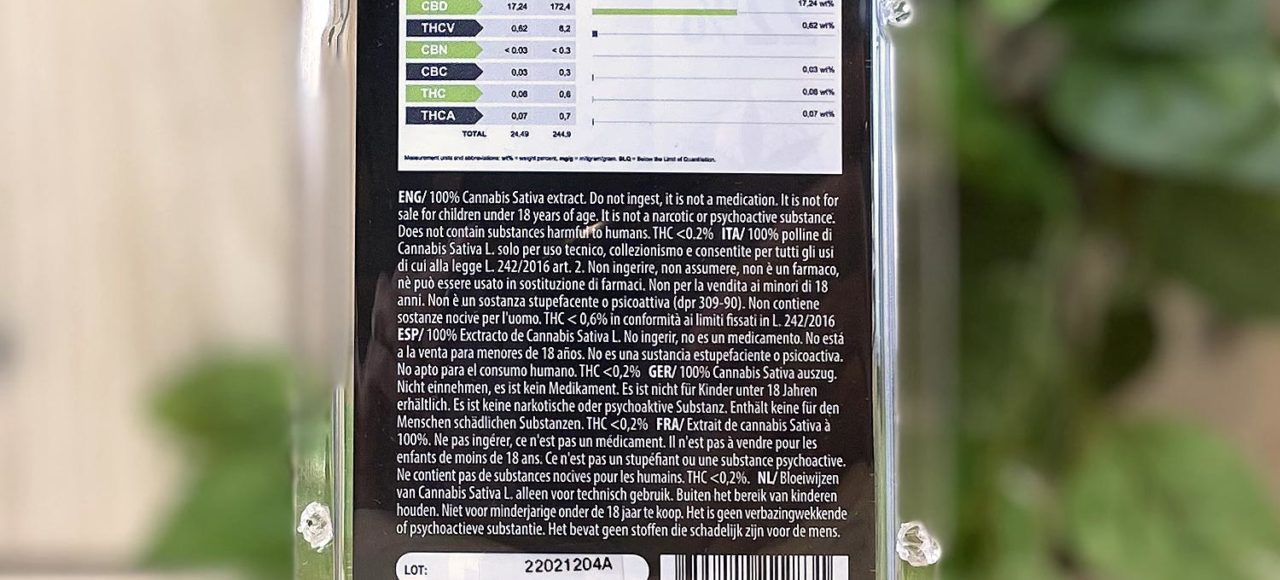 CBD 17,24 172,4 17,24 wt%
THCV 0,62 6,2 0,62 wt%
CBN < 0.03 < 0.3
CBC 0,03 0,3 0,03 wt%
THC 0,06 0,6 0,06 wt%
THCA 0,07 0,7 0,07 wt%
TOTAL 24,49 244,9
Measurement units and abbreviations: wt% = weight percent, mg/g = miligram/gram. BLQ = Below the Limit of Quantitation.
ENG/ 100% Cannabis Sativa extract. Do not ingest, it is not a medication. It is not for
sale for children under 18 years of age. It is not a narcotic or psychoactive substance.
Does not contain substances harmful to humans. THC <0.2% ITA/ 100% polline di
Cannabis Sativa L. solo per uso tecnico, collezionismo e consentite per tutti gli usi
di cui alla legge L. 242/2016 art. 2. Non ingerire, non assumere, non è un farmaco,
nè può essere usato in sostituzione di farmaci. Non per la vendita ai minori di 18
anni. Non è un sostanza stupefacente o psicoattiva (dpr 309-90). Non contiene
sostanze nocive per l'uomo. THC < 0,6% in conformità ai limiti fissati in L. 242/2016
ESP/ 100% Exctracto de Cannabis Sativa L. No ingerir, no es un medicamento. No está
a la venta para menores de 18 años. No es una sustancia estupefaciente o psicoactiva.
No apto para el consumo humano. THC <0,2% GER/ 100% Cannabis Sativa auszug.
Nicht einnehmen, es ist kein Medikament. Es ist nicht für Kinder unter 18 Jahren
erhältlich. Es ist keine narkotische oder psychoaktive Substanz. Enthält keine für den
Menschen schädlichen Substanzen. THC <0,2% FRA/ Extrait de cannabis Sativa à
100%. Ne pas ingérer, ce n'est pas un médicament. Il n'est pas à vendre pour les
enfants de moins de 18 ans. Ce n'est pas un stupéfiant ou une substance psychoactive.
Ne contient pas de substances nocives pour les humains. THC <0,2%. NL/ Bloeiwijzen
van Cannabis Sativa L. alleen voor technisch gebruik. Buiten het bereik van kinderen
houden. Niet voor minderjarige onder de 18 jaar te koop. Het is geen verbazingwekkende
of psychoactieve substantie. Het bevat geen stoffen die schadelijk zijn voor de mens.
LOT: 22021204A